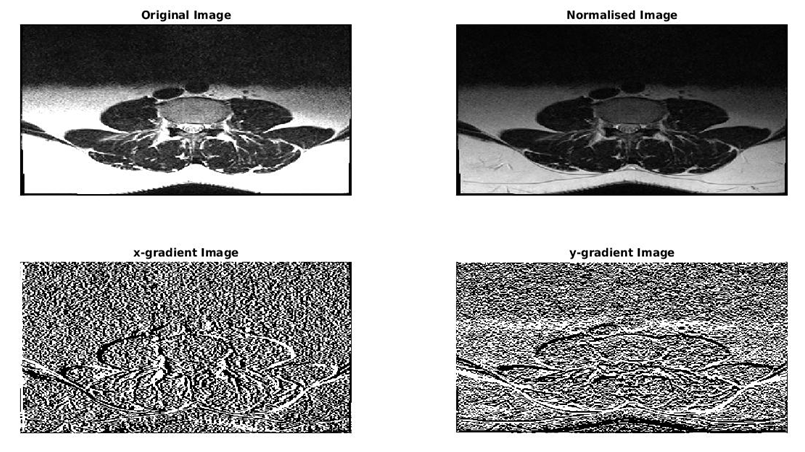 Original Image
Normalised Image
x-gradient Image
y-gradient Image